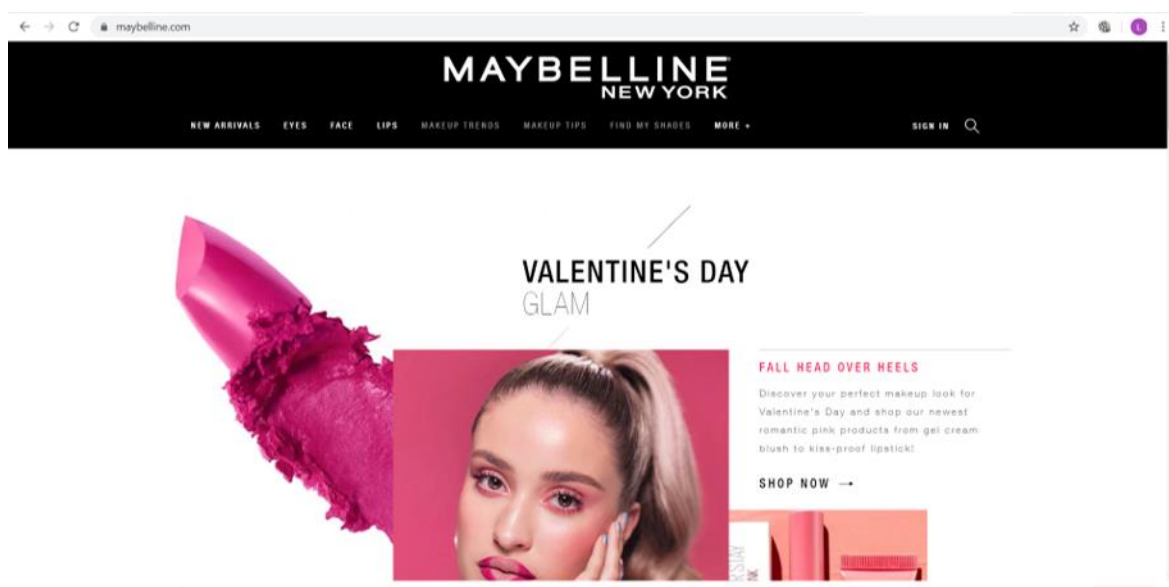 maybelline.com
L
MAYBELLINE
NEW YORK
NEW ARRIVALS EYES FACE LIPS MAKEUP TRENDS MAKEUP TIPS FIND MY SHADES MORE + SIGN IN
VALENTINE'S DAY
GLAM
FALL HEAD OVER HEELS
Discover your perfect makeup look for
Valentine's Day and shop our newest
romantic pink products from gel cream
blush to kiss-proof lipstick!
SHOP NOW →